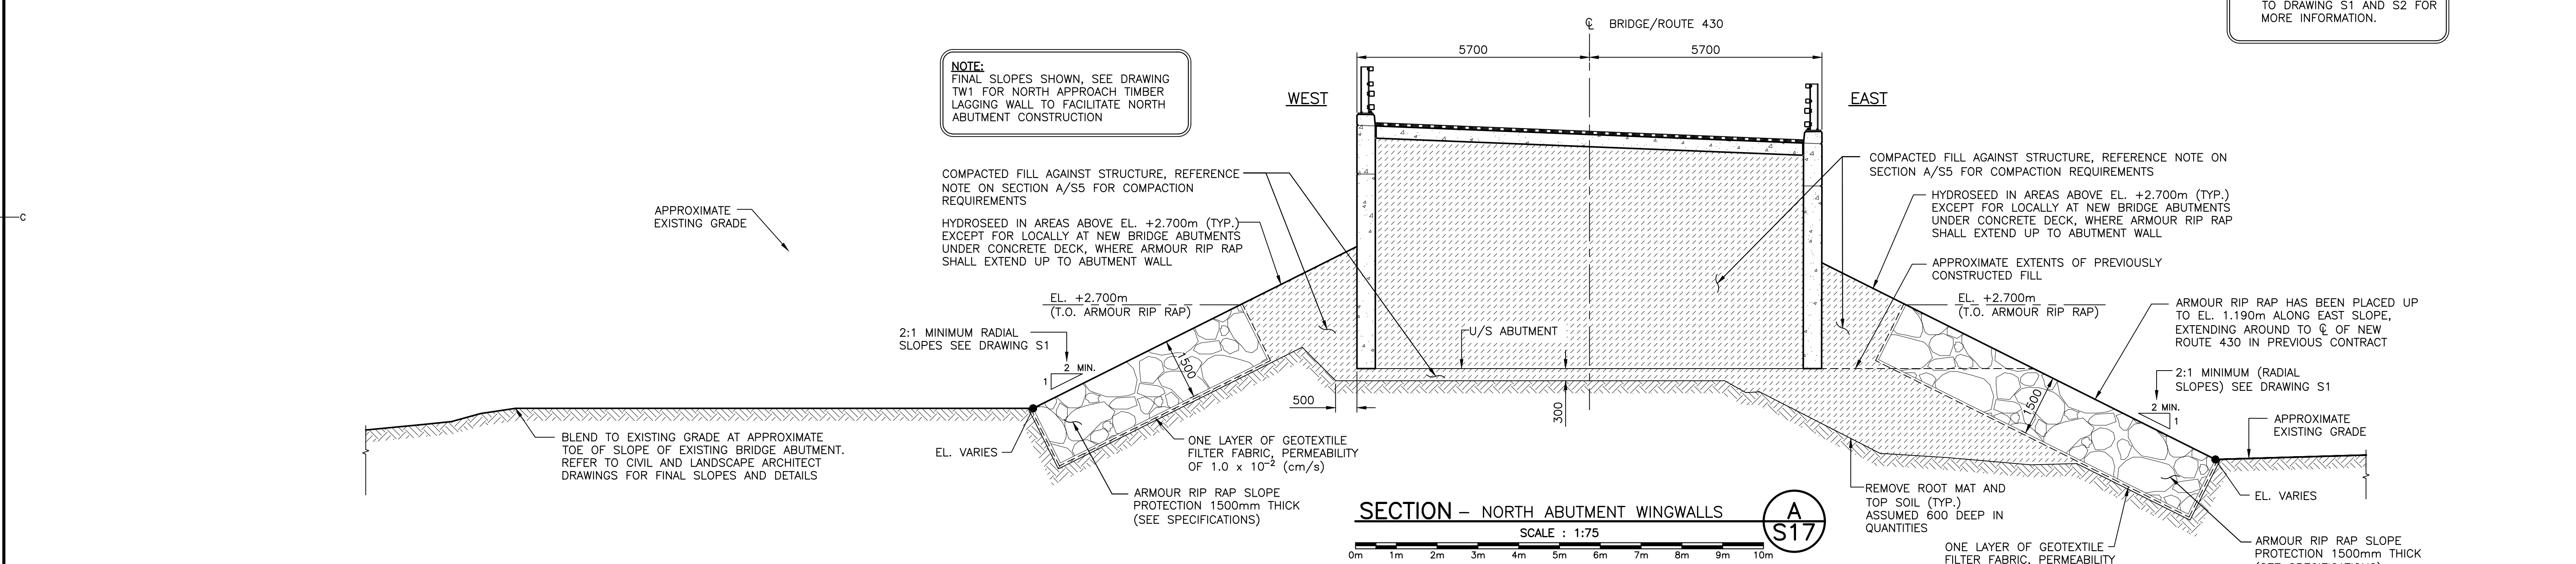 TO DRAWING S1 AND S2 FOR
MORE INFORMATION.
℄ BRIDGE/ROUTE 430
5700
5700
NOTE:
FINAL SLOPES SHOWN, SEE DRAWING
TW1 FOR NORTH APPROACH TIMBER
LAGGING WALL TO FACILITATE NORTH
ABUTMENT CONSTRUCTION
WEST
EAST
COMPACTED FILL AGAINST STRUCTURE, REFERENCE
NOTE ON SECTION A/S5 FOR COMPACTION
REQUIREMENTS
COMPACTED FILL AGAINST STRUCTURE, REFERENCE NOTE ON
SECTION A/S5 FOR COMPACTION REQUIREMENTS
C
APPROXIMATE
EXISTING GRADE
HYDROSEED IN AREAS ABOVE EL. +2.700m (TYP.)
EXCEPT FOR LOCALLY AT NEW BRIDGE ABUTMENTS
UNDER CONCRETE DECK, WHERE ARMOUR RIP RAP
SHALL EXTEND UP TO ABUTMENT WALL
HYDROSEED IN AREAS ABOVE EL. +2.700m (TYP.)
EXCEPT FOR LOCALLY AT NEW BRIDGE ABUTMENTS
UNDER CONCRETE DECK, WHERE ARMOUR RIP RAP
SHALL EXTEND UP TO ABUTMENT WALL
APPROXIMATE EXTENTS OF PREVIOUSLY
CONSTRUCTED FILL
EL. +2.700m
(T.O. ARMOUR RIP RAP)
EL. +2.700m
(T.O. ARMOUR RIP RAP)
ARMOUR RIP RAP HAS BEEN PLACED UP
TO EL. 1.190m ALONG EAST SLOPE,
EXTENDING AROUND TO ℄ OF NEW
ROUTE 430 IN PREVIOUS CONTRACT
2:1 MINIMUM RADIAL
SLOPES SEE DRAWING S1
U/S ABUTMENT
2 MIN.
1
1500
2:1 MINIMUM (RADIAL
SLOPES) SEE DRAWING S1
500
300
1500
2 MIN.
1
APPROXIMATE
EXISTING GRADE
BLEND TO EXISTING GRADE AT APPROXIMATE
TOE OF SLOPE OF EXISTING BRIDGE ABUTMENT.
REFER TO CIVIL AND LANDSCAPE ARCHITECT
DRAWINGS FOR FINAL SLOPES AND DETAILS
EL. VARIES
ONE LAYER OF GEOTEXTILE
FILTER FABRIC, PERMEABILITY
OF 1.0 x 10⁻² (cm/s)
ARMOUR RIP RAP SLOPE
PROTECTION 1500mm THICK
(SEE SPECIFICATIONS)
REMOVE ROOT MAT AND
TOP SOIL (TYP.)
ASSUMED 600 DEEP IN
QUANTITIES
EL. VARIES
SECTION – NORTH ABUTMENT WINGWALLS
A
S17
SCALE : 1:75
0m 1m 2m 3m 4m 5m 6m 7m 8m 9m 10m
ONE LAYER OF GEOTEXTILE
FILTER FABRIC, PERMEABILITY
ARMOUR RIP RAP SLOPE
PROTECTION 1500mm THICK